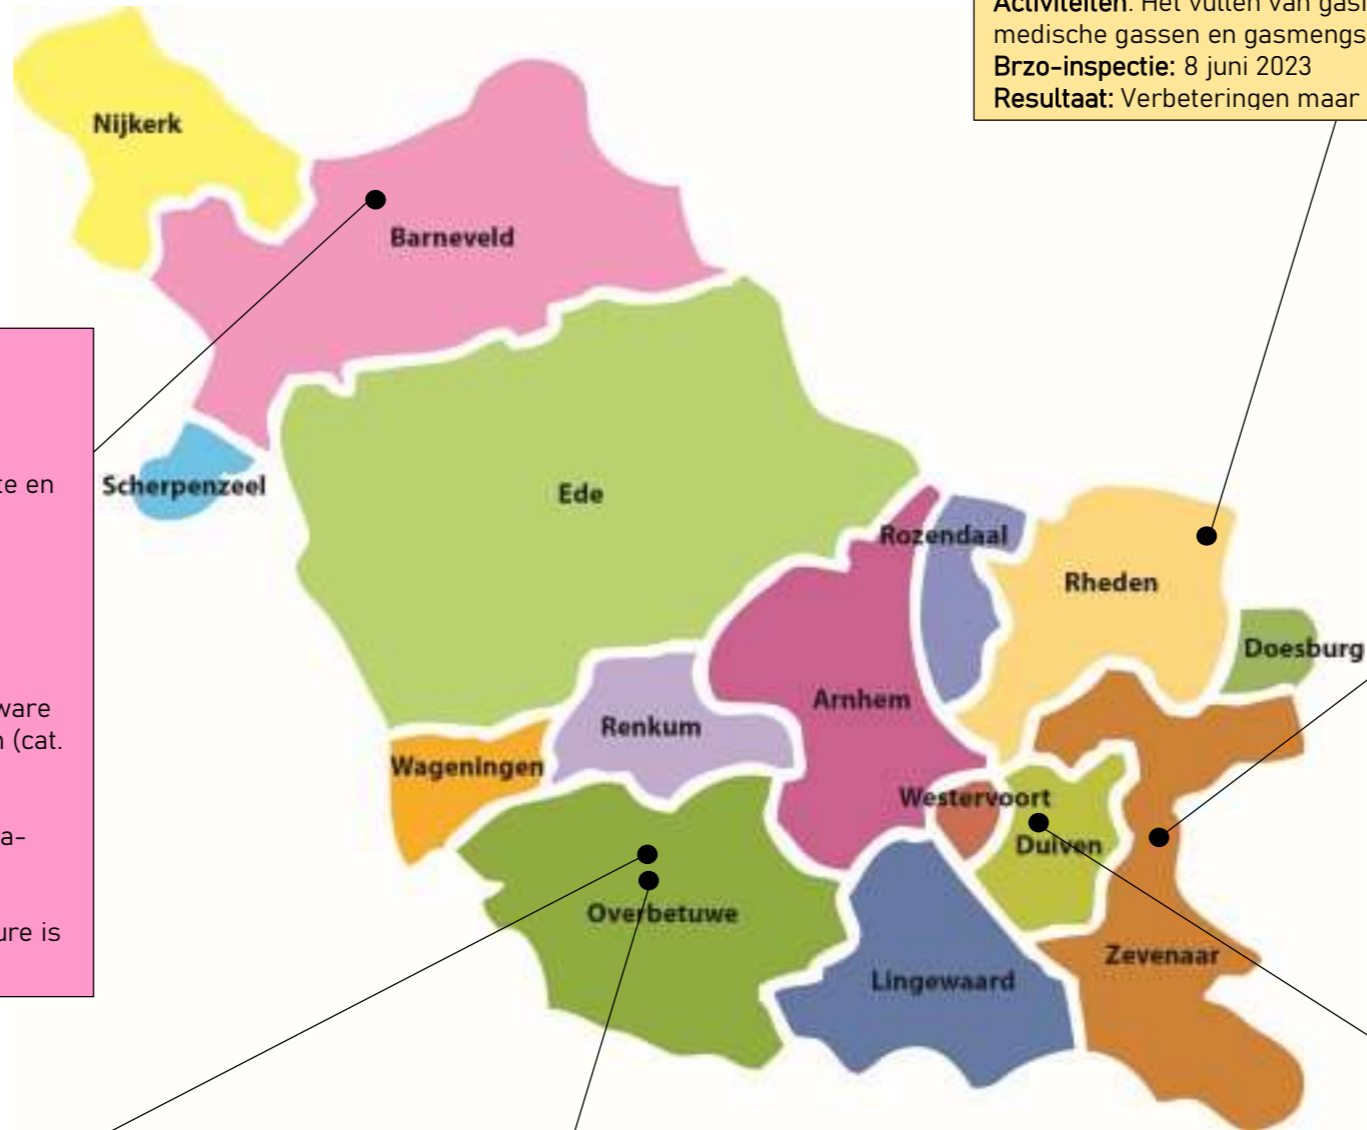 Activiteiten: Het vullen van
medische gassen en gasmengs
Brzo-inspectie: 8 juni 2023
Resultaat: Verbeteringen maar
Nijkerk
Barneveld
te en
Scherpenzeel
Ede
Rozendaal
Rheden
Doesburg
ware
n (cat.
Arnhem
Renkum
Wageningen
Westervoort
a-
Duiven
Overbetuwe
ure is
Zevenaar
Lingewaard